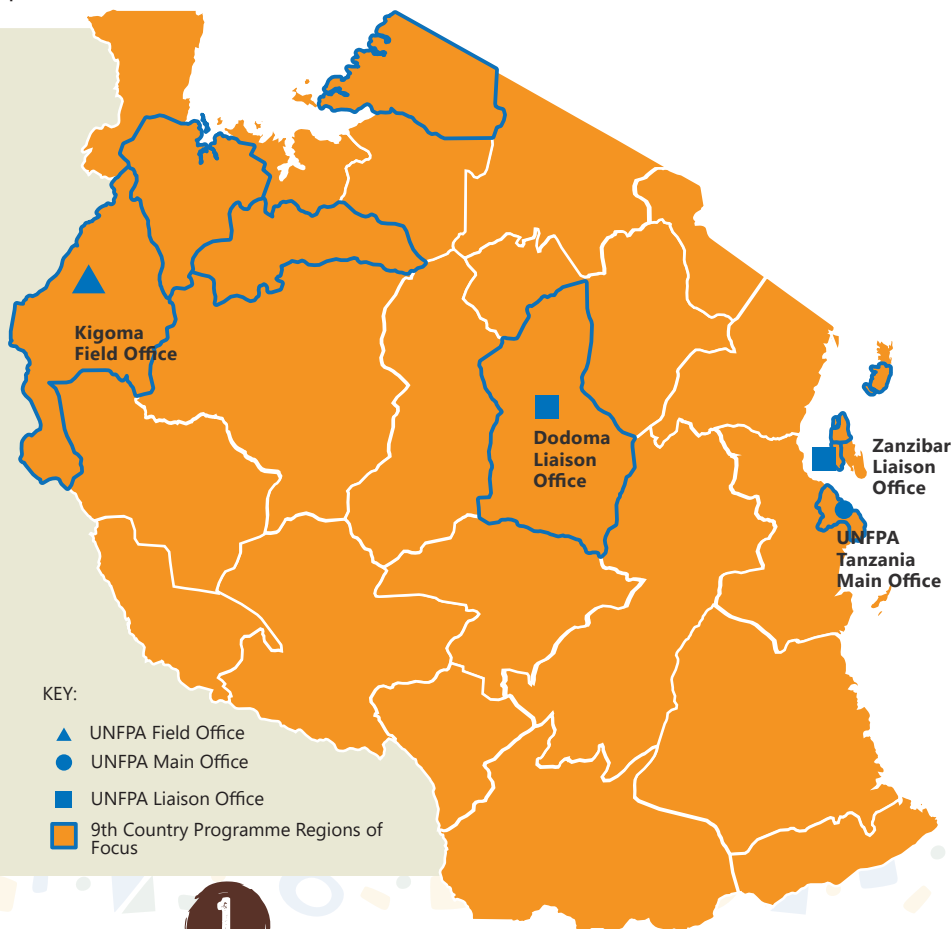 Kigoma
Field Office
Dodoma
Liaison
Office
Zanzibar
Liaison
Office
UNFPA
Tanzania
Main Office
KEY:
UNFPA Field Office
UNFPA Main Office
UNFPA Liaison Office
9th Country Programme Regions of
Focus
1